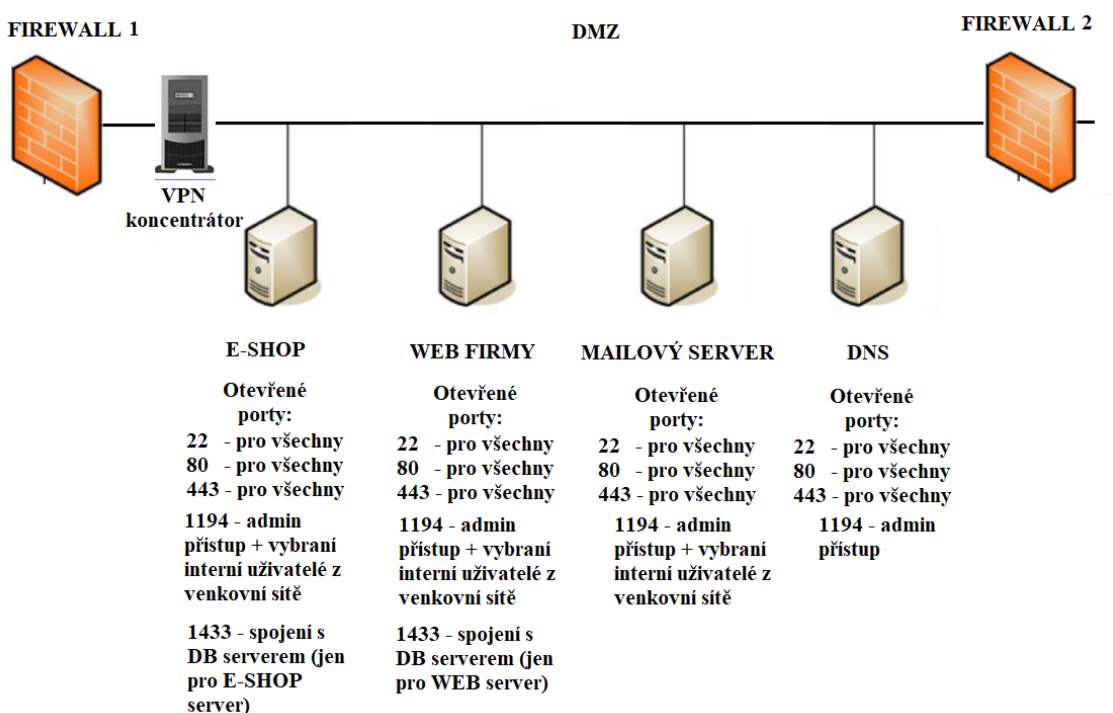 FIREWALL 1
DMZ
FIREWALL 2
VPN
koncentrátor
E-SHOP
Otevřené
porty:
22 - pro všechny
80 - pro všechny
443 - pro všechny
1194 - admin
přístup + vybraní
interní uživatelé z
venkovní sítě
1433 - spojení s
DB serverem (jen
pro E-SHOP
server)
WEB FIRMY
Otevřené
porty:
22 - pro všechny
80 - pro všechny
443 - pro všechny
1194 - admin
přístup + vybraní
interní uživatelé z
venkovní sítě
1433 - spojení s
DB serverem (jen
pro WEB server)
MAILOVÝ SERVER
Otevřené
porty:
22 - pro všechny
80 - pro všechny
443 - pro všechny
1194 - admin
přístup + vybraní
interní uživatelé z
venkovní sítě
DNS
Otevřené
porty:
22 - pro všechny
80 - pro všechny
443 - pro všechny
1194 - admin
přístup